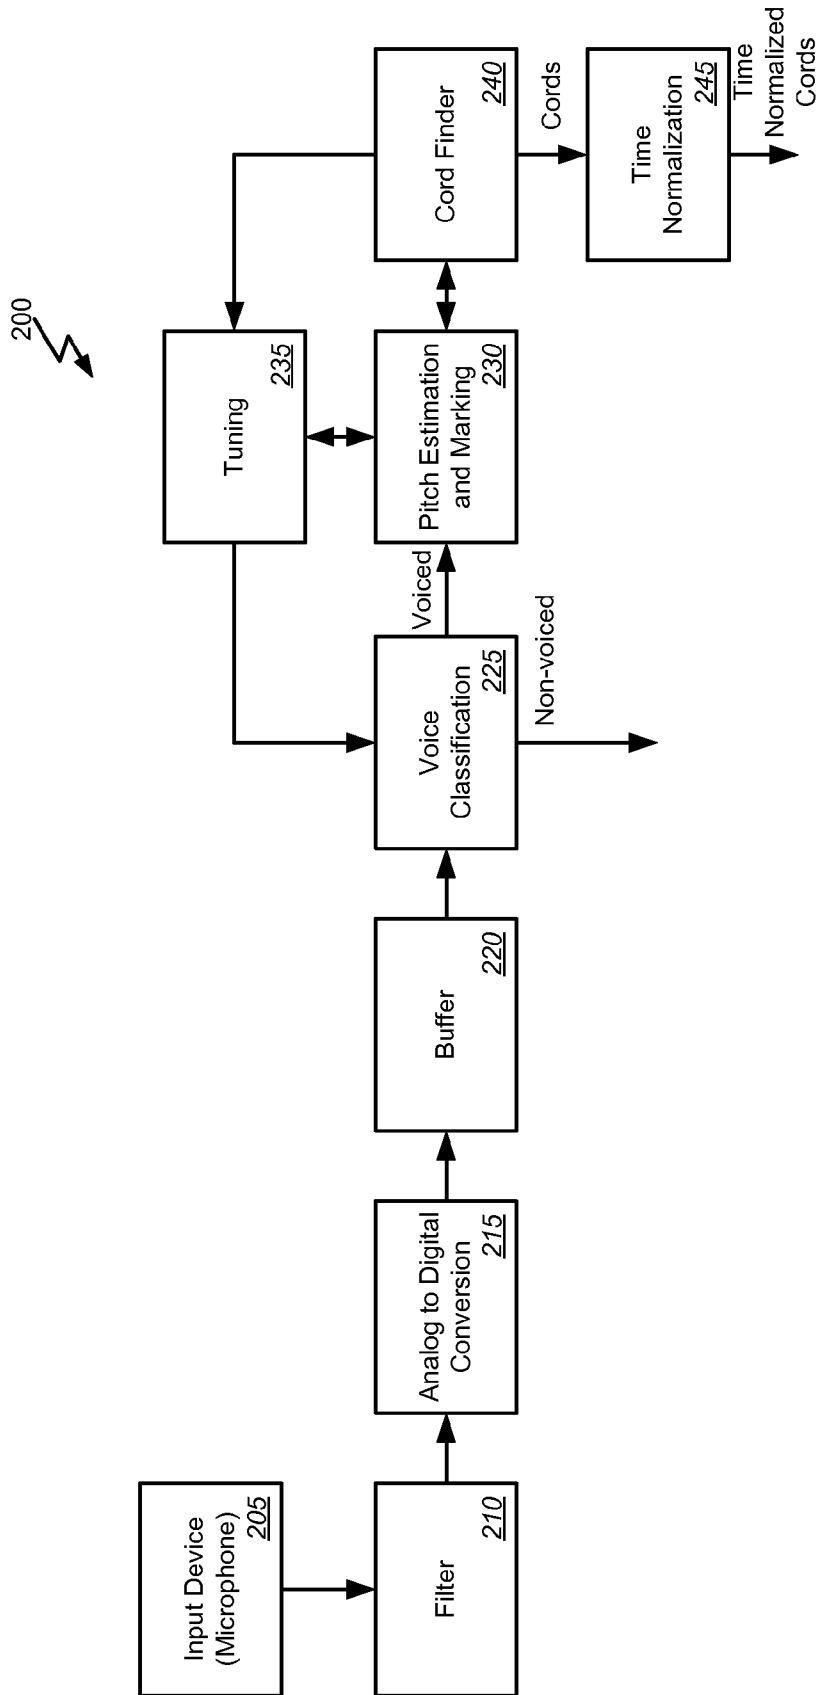 200
Input Device
(Microphone)
205
Filter
210
Analog to Digital
Conversion
215
Buffer
220
Voice
Classification
225
Voiced
Non-voiced
Tuning
235
Pitch Estimation
and Marking
230
Cord Finder
240
Cords
Time
Normalization
245
Time
Normalized
Cords